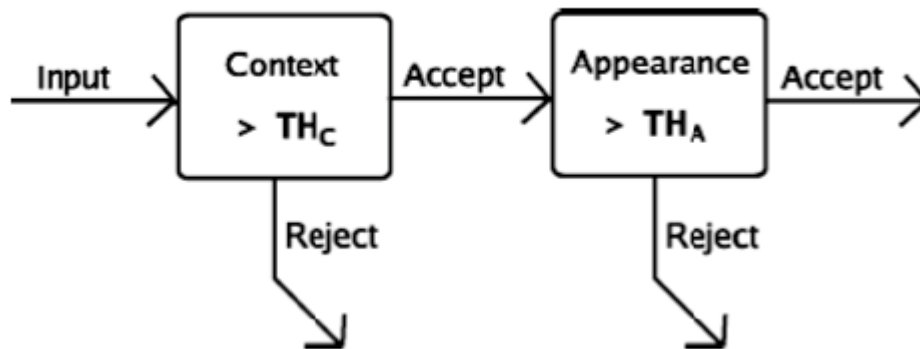 Input
Context
> TH_C
Accept
Reject
Appearance
> TH_A
Accept
Reject